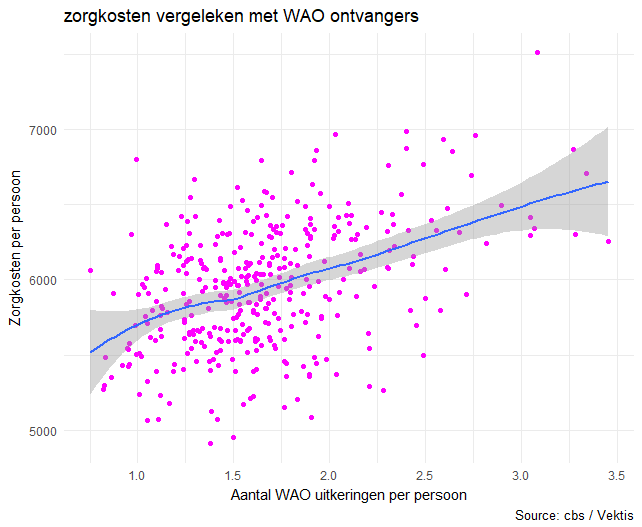 zorgkosten vergeleken met WAO ontvangers
Zorgkosten per persoon
7000
6000
5000
1.0 1.5 2.0 2.5 3.0 3.5
Aantal WAO uitkeringen per persoon
Source: cbs / Vektis